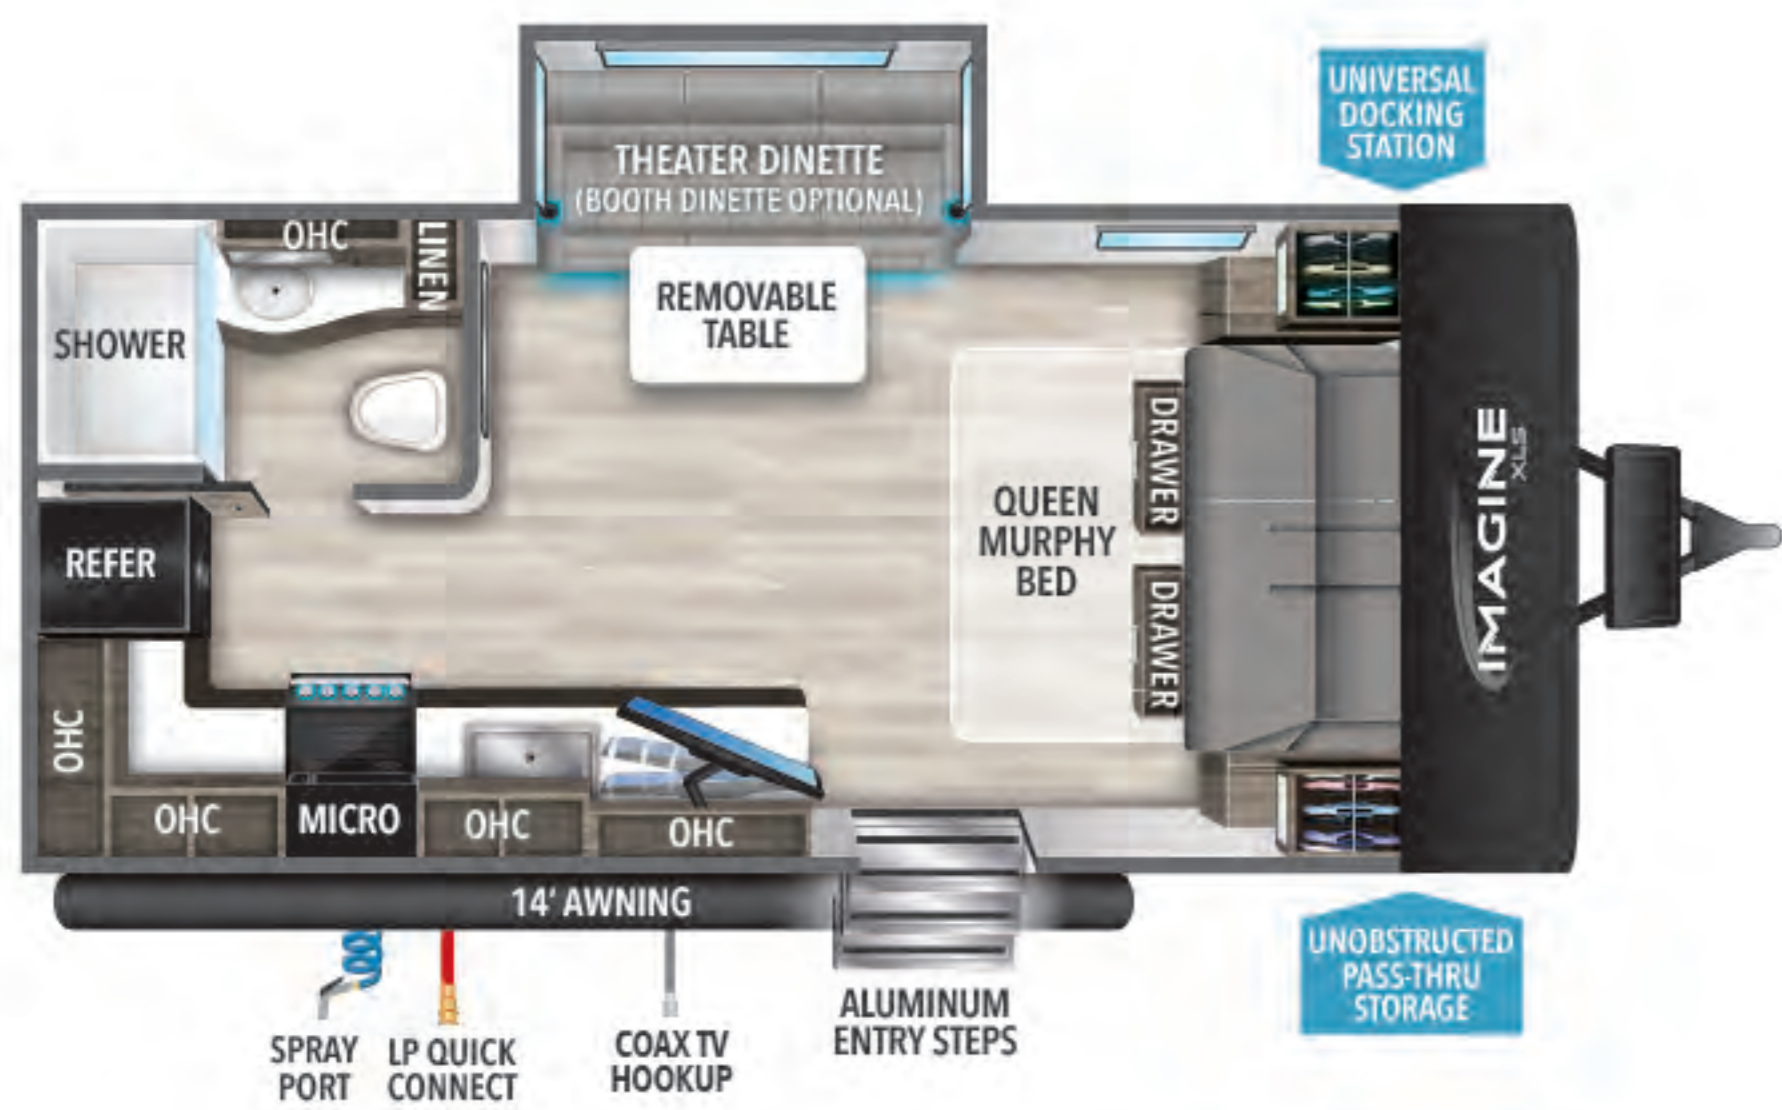 UNIVERSAL
DOCKING
STATION
THEATER DINETTE
(BOOTH DINETTE OPTIONAL)
OHC
LINEN
REMOVABLE
TABLE
SHOWER
DRAWER
QUEEN
MURPHY
BED
IMAGINE
XLS
REFER
DRAWER
OHC
OHC
MICRO
OHC
OHC
14' AWNING
UNOBSTRUCTED
PASS-THRU
STORAGE
ALUMINUM
ENTRY STEPS
SPRAY
PORT
LP QUICK
CONNECT
COAX TV
HOOKUP